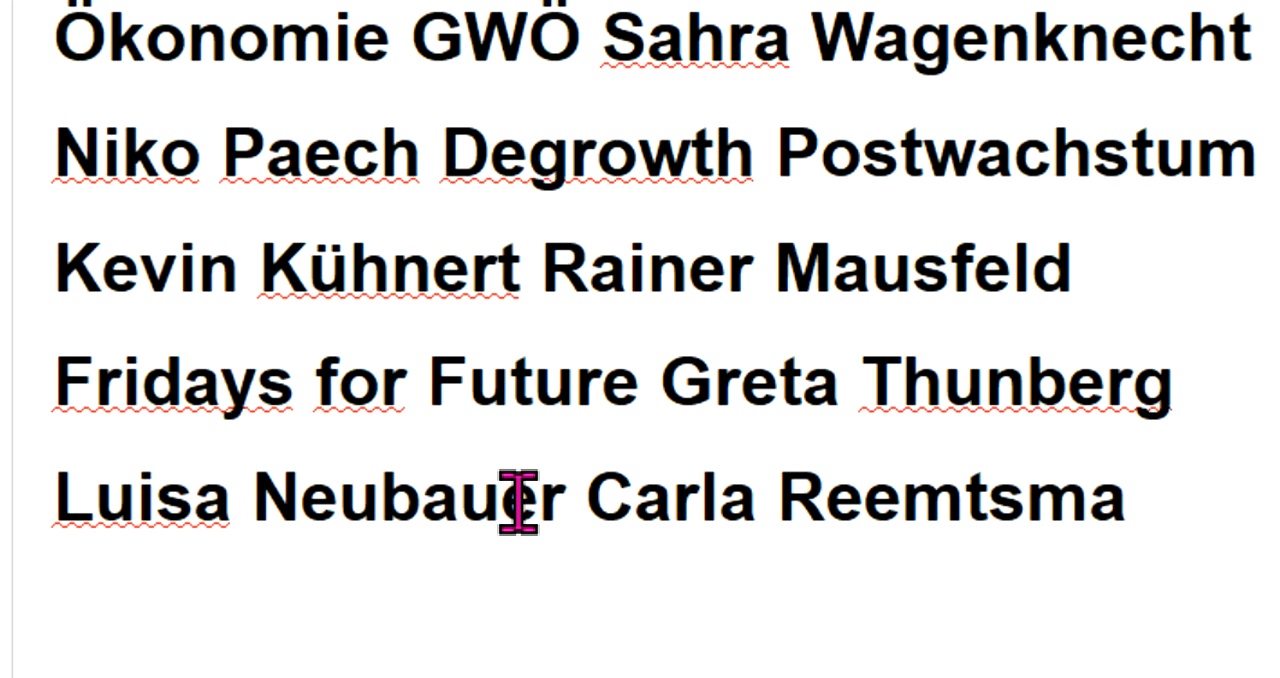 Ökonomie GWÖ Sahra Wagenknecht
Niko Paech Degrowth Postwachstum
Kevin Kühnert Rainer Mausfeld
Fridays for Future Greta Thunberg
Luisa Neubauer Carla Reemtsma